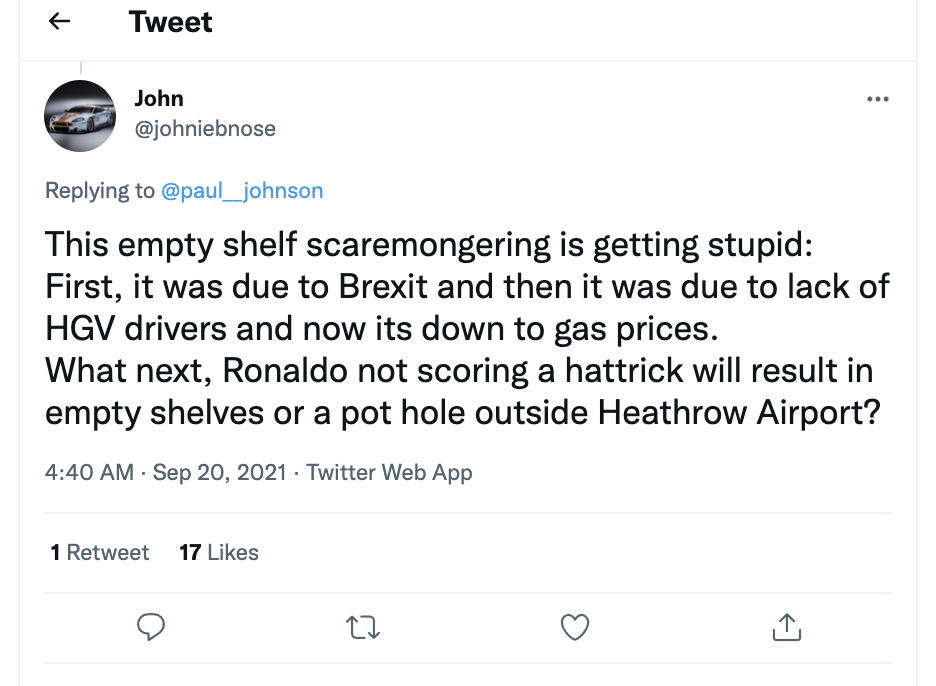 Tweet
John
@johniebnose
Replying to @paul__johnson
This empty shelf scaremongering is getting stupid:
First, it was due to Brexit and then it was due to lack of
HGV drivers and now its down to gas prices.
What next, Ronaldo not scoring a hattrick will result in
empty shelves or a pot hole outside Heathrow Airport?
4:40 AM · Sep 20, 2021 · Twitter Web App
1 Retweet 17 Likes